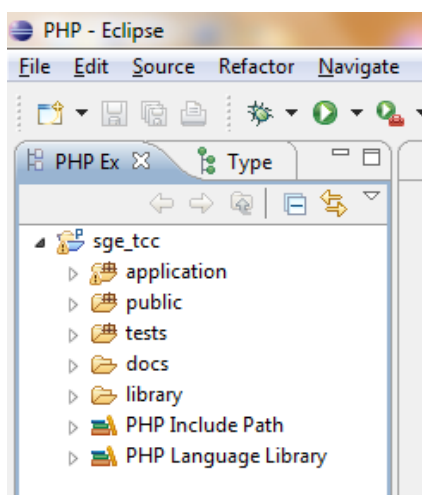 PHP - Eclipse
File Edit Source Refactor Navigate
PHP Ex Type
sge_tcc
application
public
tests
docs
library
PHP Include Path
PHP Language Library